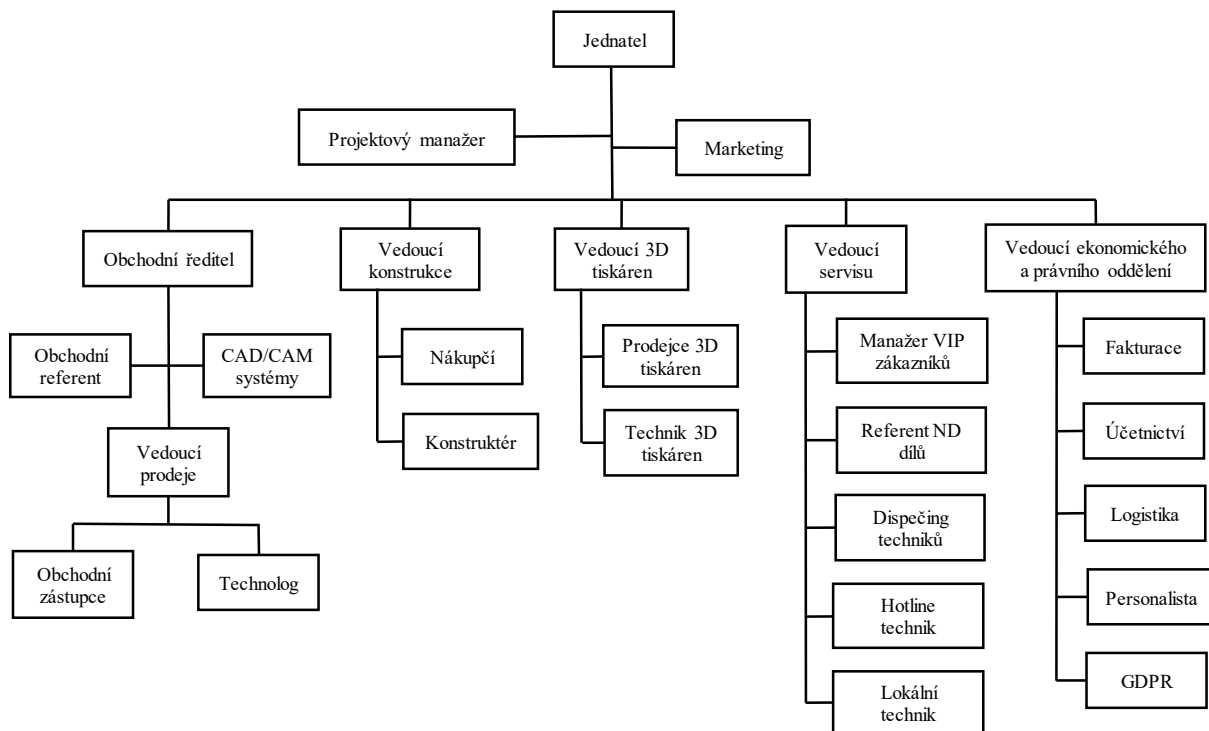 Jednatel
Projektový manažer
Marketing
Obchodní ředitel
Vedoucí
konstrukce
Vedoucí 3D
tiskáren
Vedoucí
servisu
Vedoucí ekonomického
a právního oddělení
Obchodní
referent
CAD/CAM
systémy
Vedoucí
prodeje
Obchodní
zástupce
Technolog
Nákupčí
Konstruktér
Prodejce 3D
tiskáren
Technik 3D
tiskáren
Manažer VIP
zákazníků
Referent ND
dílů
Dispečing
techniků
Hotline
technik
Lokální
technik
Fakturace
Účetnictví
Logistika
Personalista
GDPR